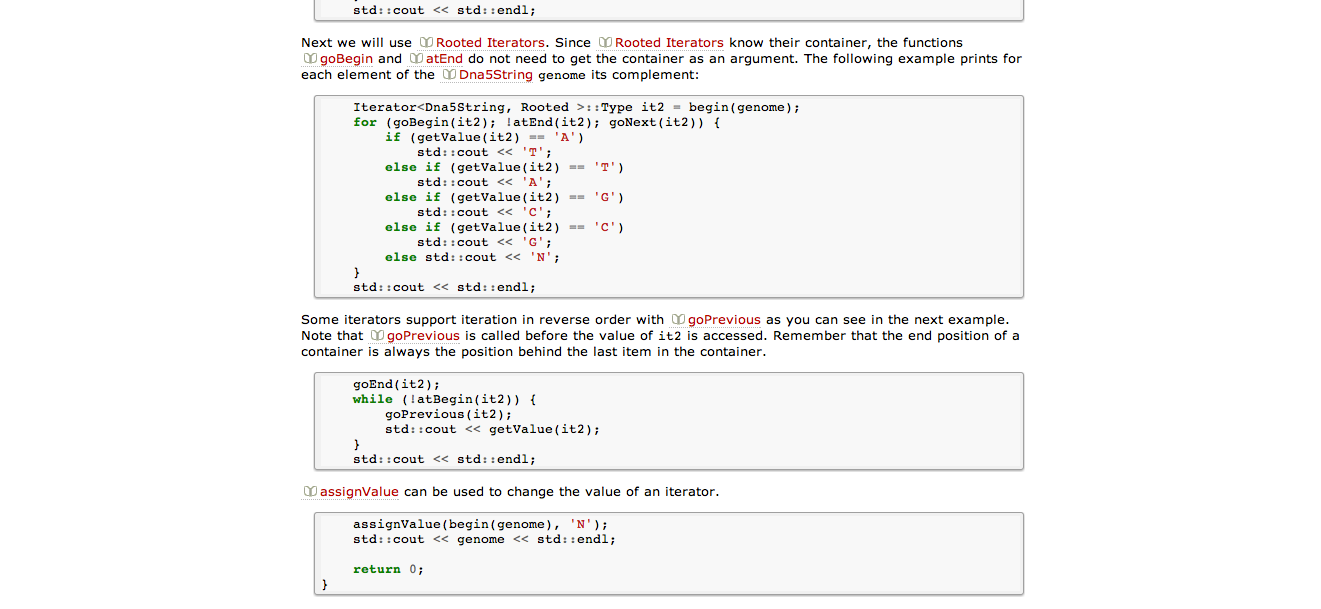 std::cout << std::endl;
Next we will use Rooted Iterators. Since Rooted Iterators know their container, the functions
goBegin and atEnd do not need to get the container as an argument. The following example prints for
each element of the Dna5String genome its complement:
    Iterator<Dna5String, Rooted >::Type it2 = begin(genome);
    for (goBegin(it2); !atEnd(it2); goNext(it2)) {
        if (getValue(it2) == 'A')
            std::cout << 'T';
        else if (getValue(it2) == 'T')
            std::cout << 'A';
        else if (getValue(it2) == 'G')
            std::cout << 'C';
        else if (getValue(it2) == 'C')
            std::cout << 'G';
        else std::cout << 'N';
    }
    std::cout << std::endl;
Some iterators support iteration in reverse order with goPrevious as you can see in the next example.
Note that goPrevious is called before the value of it2 is accessed. Remember that the end position of a
container is always the position behind the last item in the container.
    goEnd(it2);
    while (!atBegin(it2)) {
        goPrevious(it2);
        std::cout << getValue(it2);
    }
    std::cout << std::endl;
assignValue can be used to change the value of an iterator.
    assignValue(begin(genome), 'N');
    std::cout << genome << std::endl;
    return 0;
}